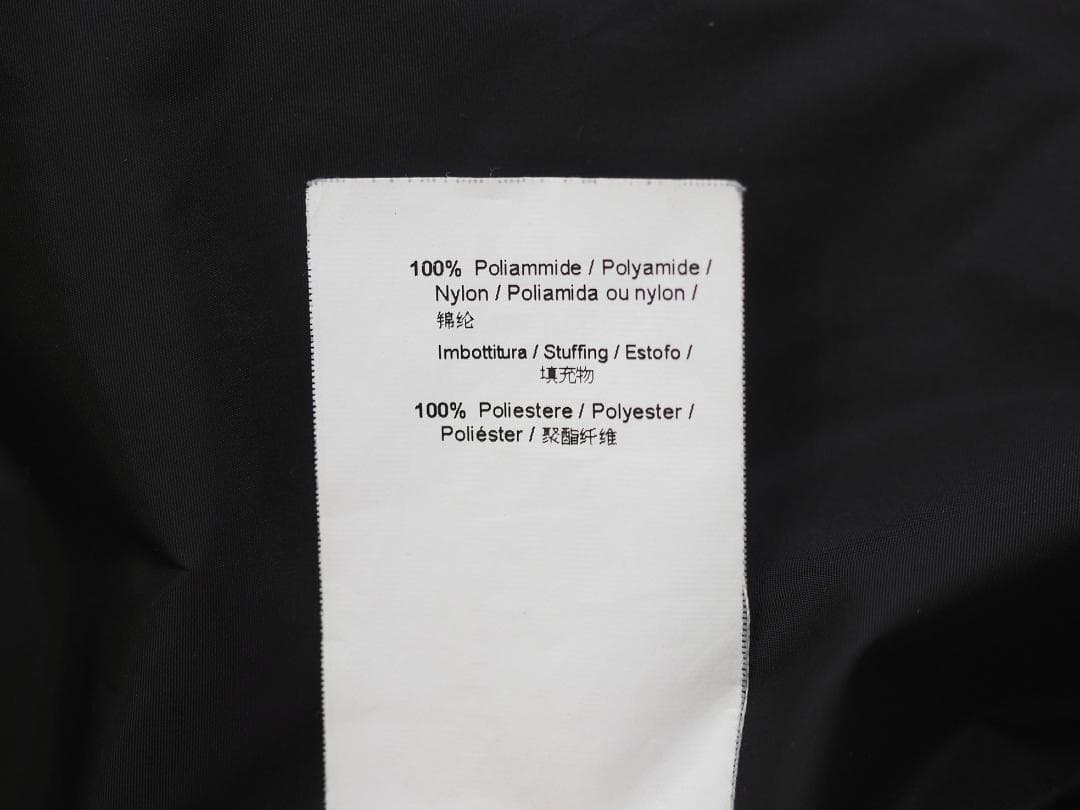 100% Poliammide / Polyamide /
Nylon / Poliamida ou nylon /
锦纶
Imbottitura / Stuffing / Estofo /
填充物
100% Poliestere / Polyester /
Poliéster / 聚酯纤维